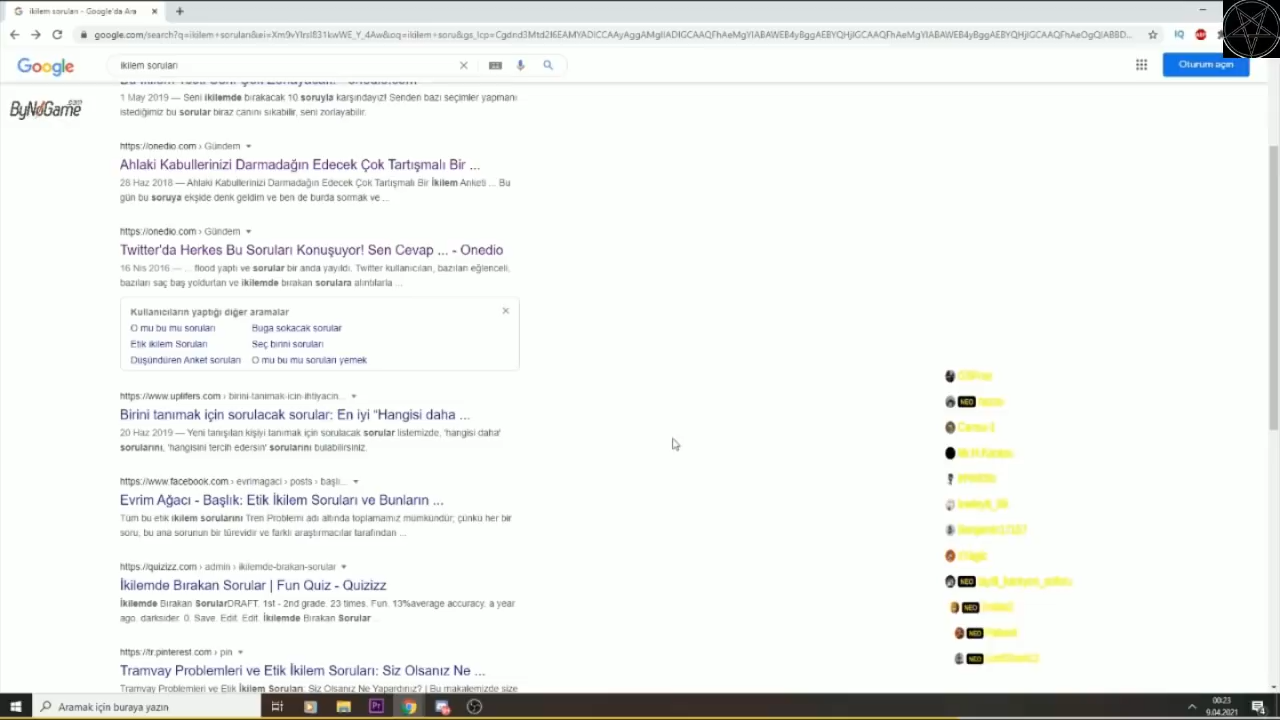 ikilem soruları - Google'da Ara
google.com/search?q=ikilem+soruları&ei=
Google
ikilem soruları
Oturum açın
ByNoGame.com
1 May 2019 — Seni ikilemde bırakacak 10 soruyla karşındayız! Senden bazı seçimler yapmanı
istediğimiz bu sorular biraz canını sıkabilir, seni zorlayabilir.
https://onedio.com › Gündem
Ahlaki Kabullerinizi Darmadağın Edecek Çok Tartışmalı Bir ...
28 Haz 2018 — Ahlaki Kabullerinizi Darmadağın Edecek Çok Tartışmalı Bir İkilem Anketi ... Bu
gün bu soruya ekşide denk geldim ve ben de burda sormak ve ...
https://onedio.com › Gündem
Twitter'da Herkes Bu Soruları Konuşuyor! Sen Cevap ... - Onedio
16 Nis 2016 — ... flood yaptı ve sorular bir anda yayıldı. Twitter kullanıcıları, bazıları eğlenceli,
bazıları saç baş yoldurtan ve ikilemde bırakan sorulara alıntılarla ...
Kullanıcıların yaptığı diğer aramalar
O mu bu mu soruları
Buga sokacak sorular
Etik ikilem Soruları
Seç birini soruları
Düşündüren Anket soruları
O mu bu mu soruları yemek
https://www.uplifers.com › birini-tanimak-icin-ihtiyacin...
Birini tanımak için sorulacak sorular: En iyi “Hangisi daha ...
20 Haz 2019 — Yeni tanışılan kişiyi tanımak için sorulacak sorular listemizde, 'hangisi daha'
sorularını, 'hangisini tercih edersin' sorularını bulabilirsiniz.
https://www.facebook.com › evrimagaci › posts › başlı...
Evrim Ağacı - Başlık: Etik İkilem Soruları ve Bunların ...
Tüm bu etik ikilem sorularını Tren Problemi adı altında toplamamız mümkündür; çünkü her bir
soru, bu ana sorunun bir türevidir ve farklı araştırmacılar tarafından ...
https://quizizz.com › admin › ikilemde-brakan-sorular
İkilemde Bırakan Sorular | Fun Quiz - Quizizz
İkilemde Bırakan SorularDRAFT. 1st - 2nd grade. 23 times. Fun. 13%average accuracy. a year
ago. darksider. 0. Save. Edit. Edit. İkilemde Bırakan Sorular
https://tr.pinterest.com › pin
Tramvay Problemleri ve Etik İkilem Soruları: Siz Olsanız Ne ...
Tramvay Problemleri ve Etik İkilem Soruları: Siz Olsanız Ne Yapardınız? | Bu makalemizde size
NEO
NEO
NEO
NEO
NEO
Aramak için buraya yazın
00:23
9.04.2021